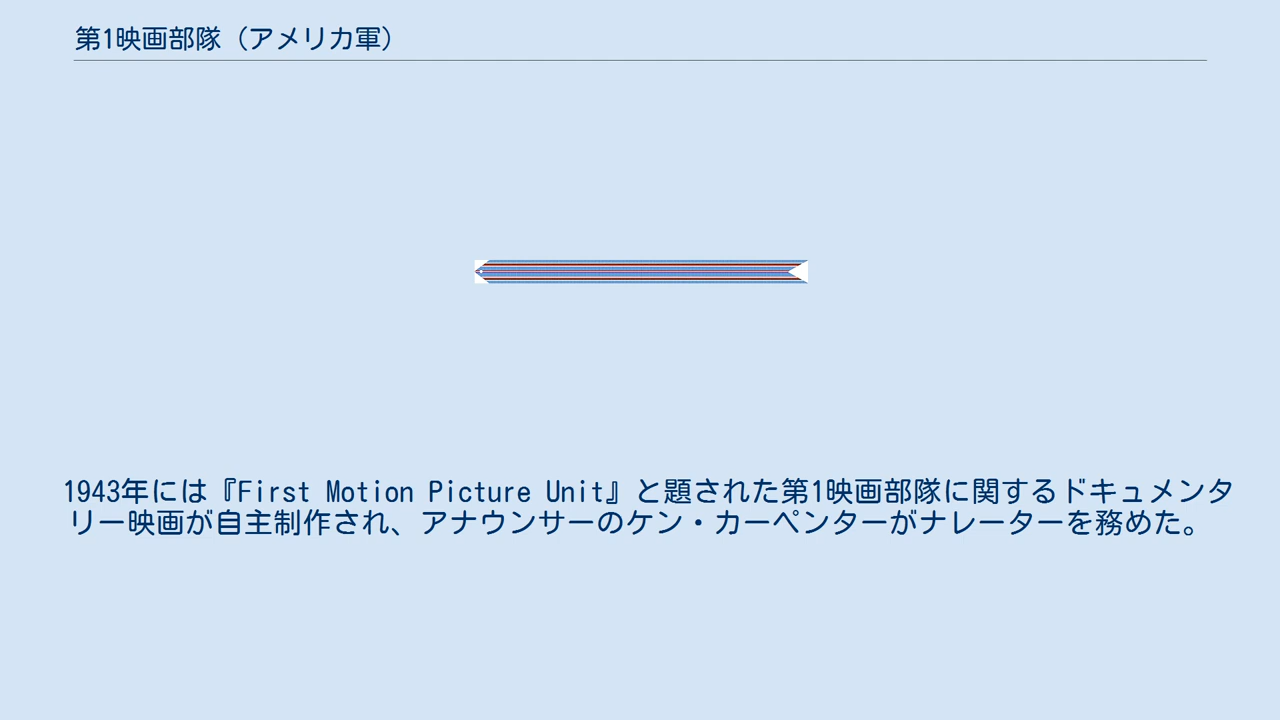 第1映画部隊（アメリカ軍）
1943年には『First Motion Picture Unit』と題された第1映画部隊に関するドキュメンタ
リー映画が自主制作され、アナウンサーのケン・カーペンターがナレーターを務めた。